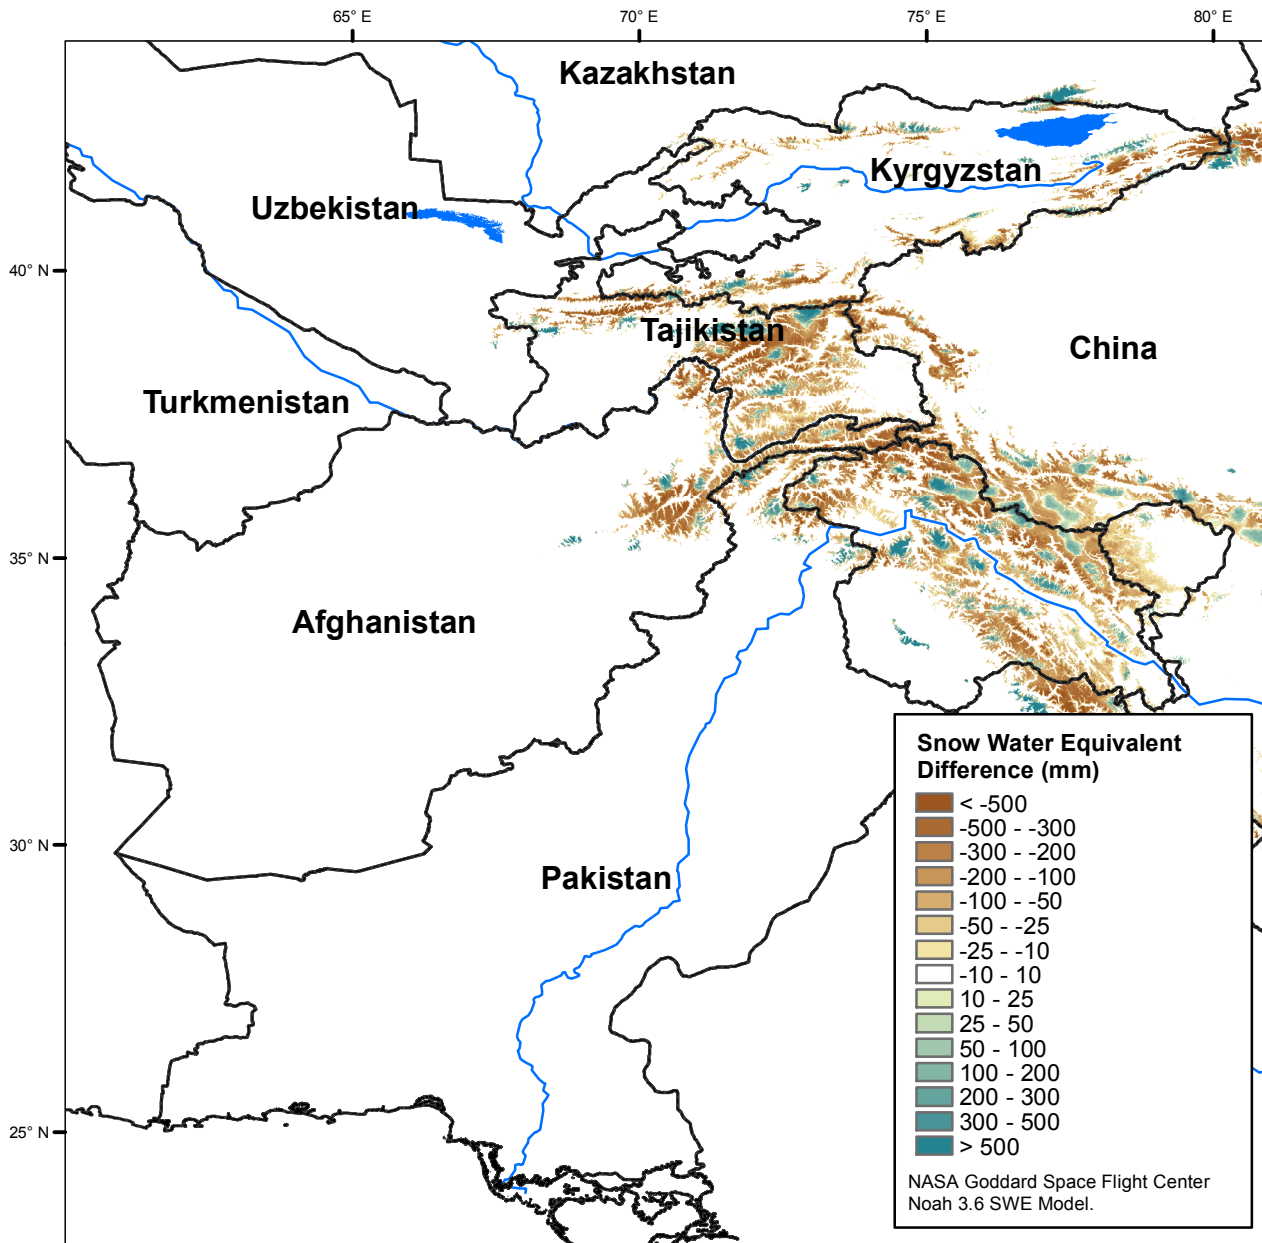 65° E
70° E
75° E
80° E
Kazakhstan
Kyrgyzstan
Uzbekistan
40° N
Tajikistan
China
Turkmenistan
35° N
Afghanistan
30° N
Pakistan
25° N
Snow Water Equivalent
Difference (mm)
< -500
-500 - -300
-300 - -200
-200 - -100
-100 - -50
-50 - -25
-25 - -10
-10 - 10
10 - 25
25 - 50
50 - 100
100 - 200
200 - 300
300 - 500
> 500
NASA Goddard Space Flight Center
Noah 3.6 SWE Model.